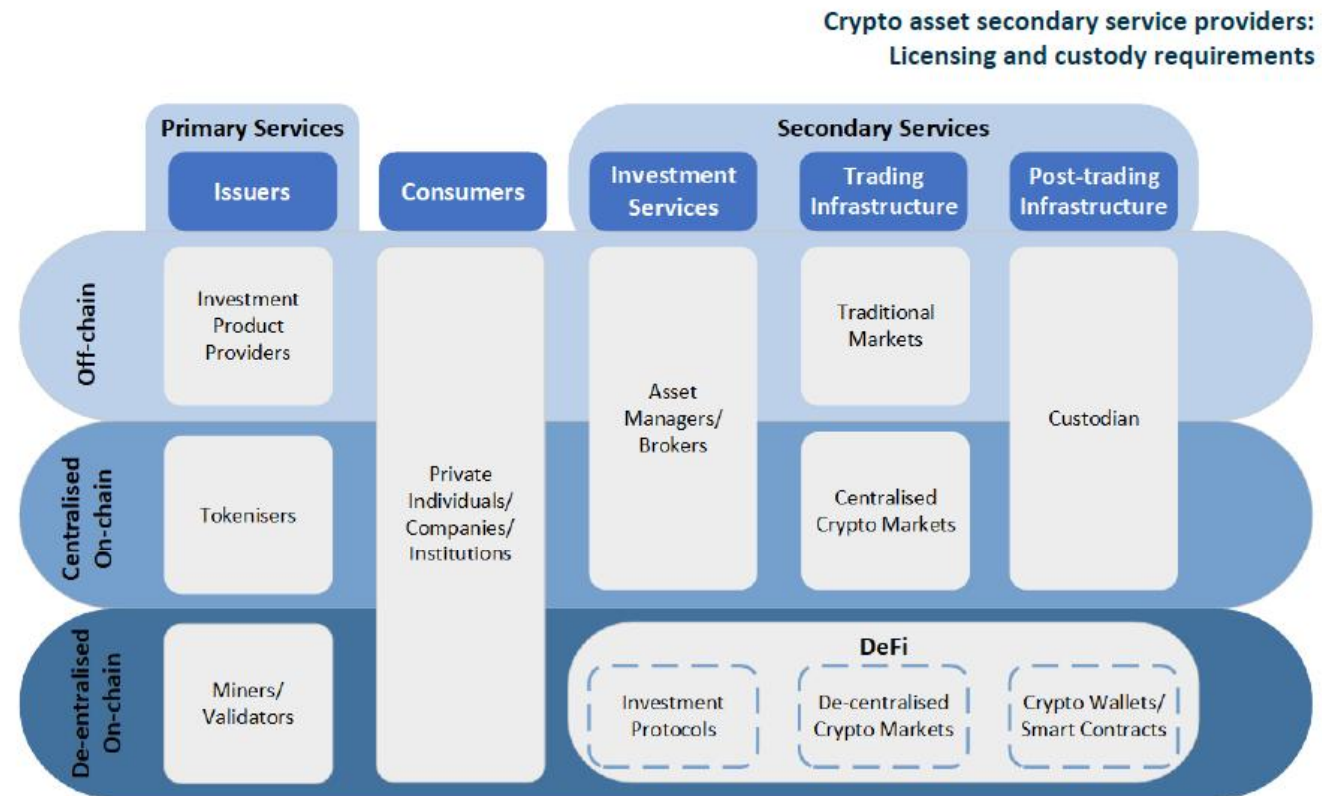 Crypto asset secondary service providers:
Licensing and custody requirements
Primary Services
Secondary Services
Issuers
Consumers
Investment
Services
Trading
Infrastructure
Post-trading
Infrastructure
Off-chain
Investment
Product
Providers
Traditional
Markets
Asset
Managers/
Brokers
Custodian
Centralised
On-chain
Tokenisers
Private
Individuals/
Companies/
Institutions
Centralised
Crypto Markets
De-entralised
On-chain
Miners/
Validators
DeFi
Investment
Protocols
De-centralised
Crypto Markets
Crypto Wallets/
Smart Contracts